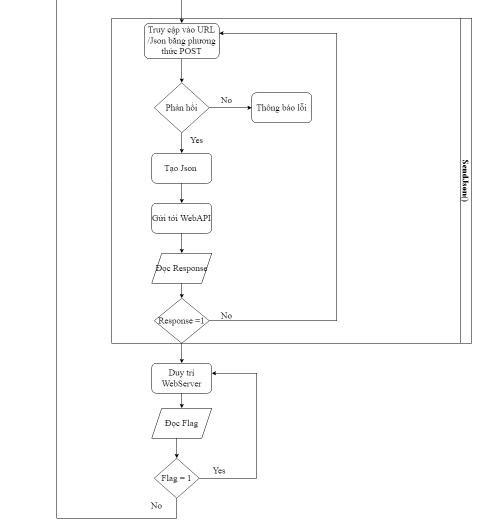 Truy cập vào URL
/Json bằng phương
thức POST
Phản hồi
No
Thông báo lỗi
Yes
Tạo Json
Gửi tới WebAPI
Đọc Response
Response =1
No
SendJson()
Duy trì
WebServer
Đọc Flag
Flag = 1
Yes
No